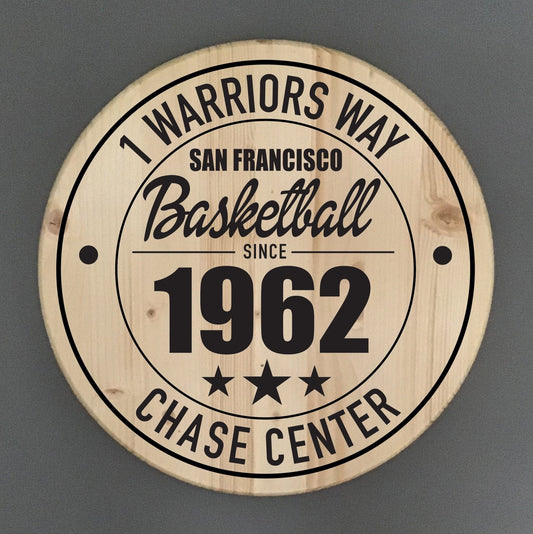 1 WARRIORS WAY
SAN FRANCISCO
Basketball
SINCE
1962
CHASE CENTER